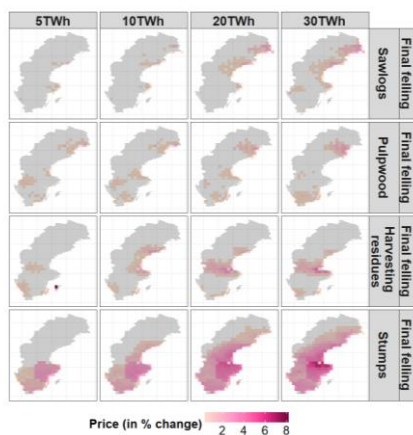 5TWh 10TWh 20TWh 30TWh
Final felling
Sawlogs
Final felling
Pulpwood
Final felling
Harvesting
residues
Final felling
Stumps
Price (in % change) 2 4 6 8